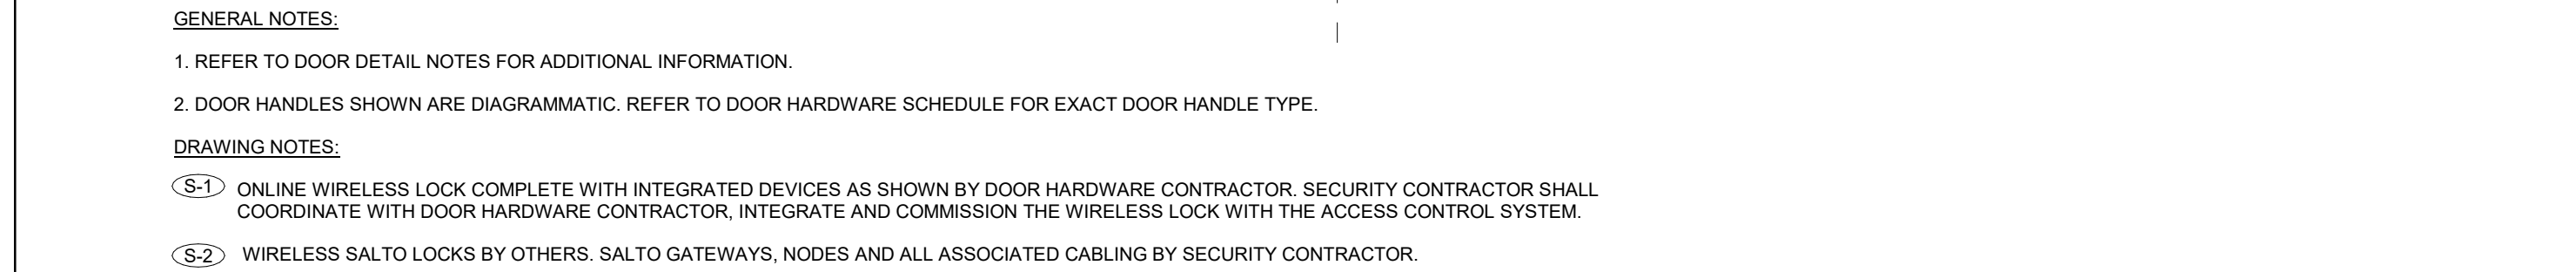 GENERAL NOTES:
1. REFER TO DOOR DETAIL NOTES FOR ADDITIONAL INFORMATION.
2. DOOR HANDLES SHOWN ARE DIAGRAMMATIC. REFER TO DOOR HARDWARE SCHEDULE FOR EXACT DOOR HANDLE TYPE.
DRAWING NOTES:
S-1 ONLINE WIRELESS LOCK COMPLETE WITH INTEGRATED DEVICES AS SHOWN BY DOOR HARDWARE CONTRACTOR. SECURITY CONTRACTOR SHALL
COORDINATE WITH DOOR HARDWARE CONTRACTOR, INTEGRATE AND COMMISSION THE WIRELESS LOCK WITH THE ACCESS CONTROL SYSTEM.
S-2 WIRELESS SALTO LOCKS BY OTHERS. SALTO GATEWAYS, NODES AND ALL ASSOCIATED CABLING BY SECURITY CONTRACTOR.